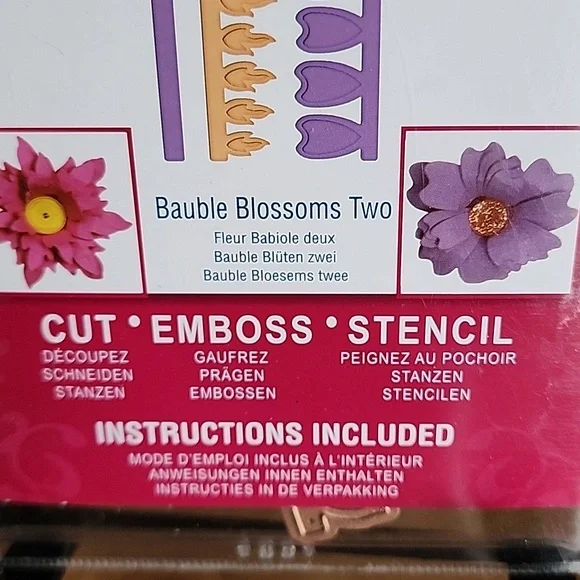 Bauble Blossoms Two
Fleur Babiole deux
Bauble Blüten zwei
Bauble Bloesems twee
CUT • EMBOSS • STENCIL
DÉCOUPEZ GAUFREZ PEIGNEZ AU POCHOIR
SCHNEIDEN PRÄGEN STANZEN
STANZEN EMBOSSEN STENCILEN
INSTRUCTIONS INCLUDED
MODE D'EMPLOI INCLUS À L'INTÉRIEUR
ANWEISUNGEN INNEN ENTHALTEN
INSTRUCTIES IN DE VERPAKKING